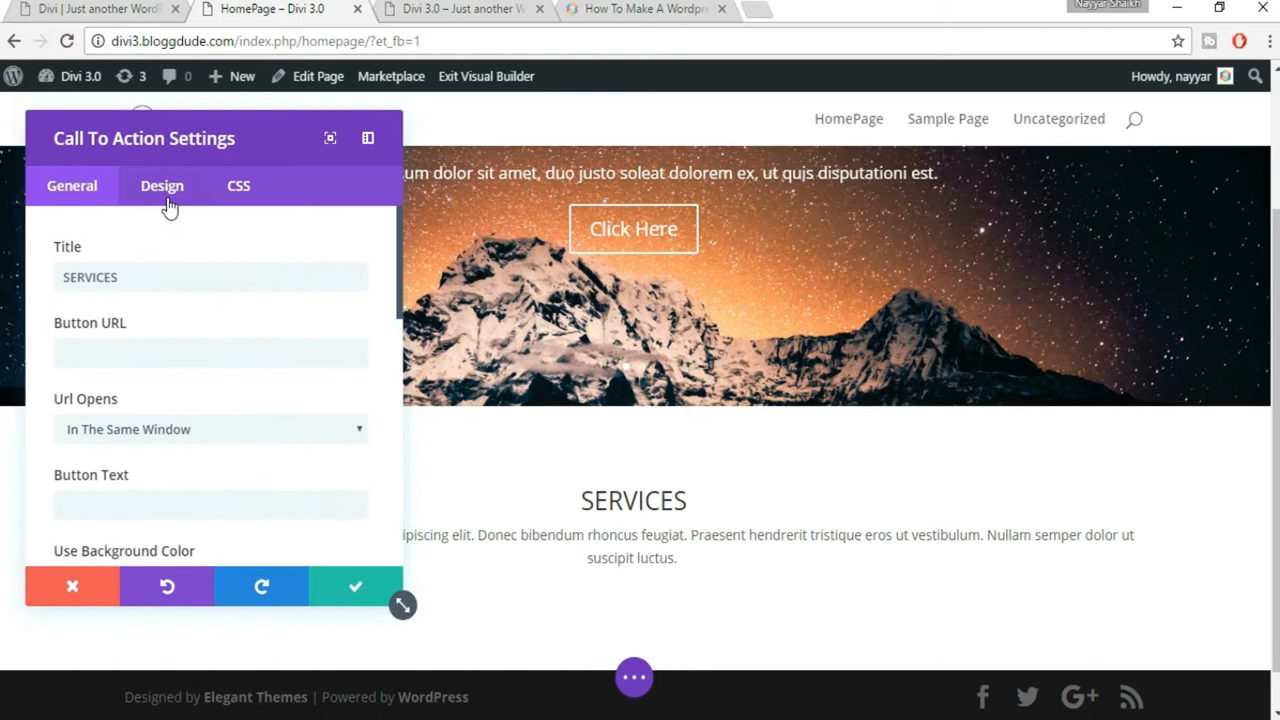 Divi | Just another WordP
HomePage – Divi 3.0
Divi 3.0 – Just another W
How To Make A Wordpre
Nayyar Shaikh
divi3.bloggdude.com/index.php/homepage/?et_fb=1
Divi 3.0
3
0
New
Edit Page
Marketplace
Exit Visual Builder
Howdy, nayyar
HomePage
Sample Page
Uncategorized
Call To Action Settings
General
Design
CSS
um dolor sit amet, duo justo soleat dolorem ex, ut quis disputationi est.
Click Here
Title
SERVICES
Button URL
Url Opens
In The Same Window
Button Text
Use Background Color
SERVICES
ipiscing elit. Donec bibendum rhoncus feugiat. Praesent hendrerit tristique eros ut vestibulum. Nullam semper dolor ut
suscipit luctus.
Designed by Elegant Themes | Powered by WordPress